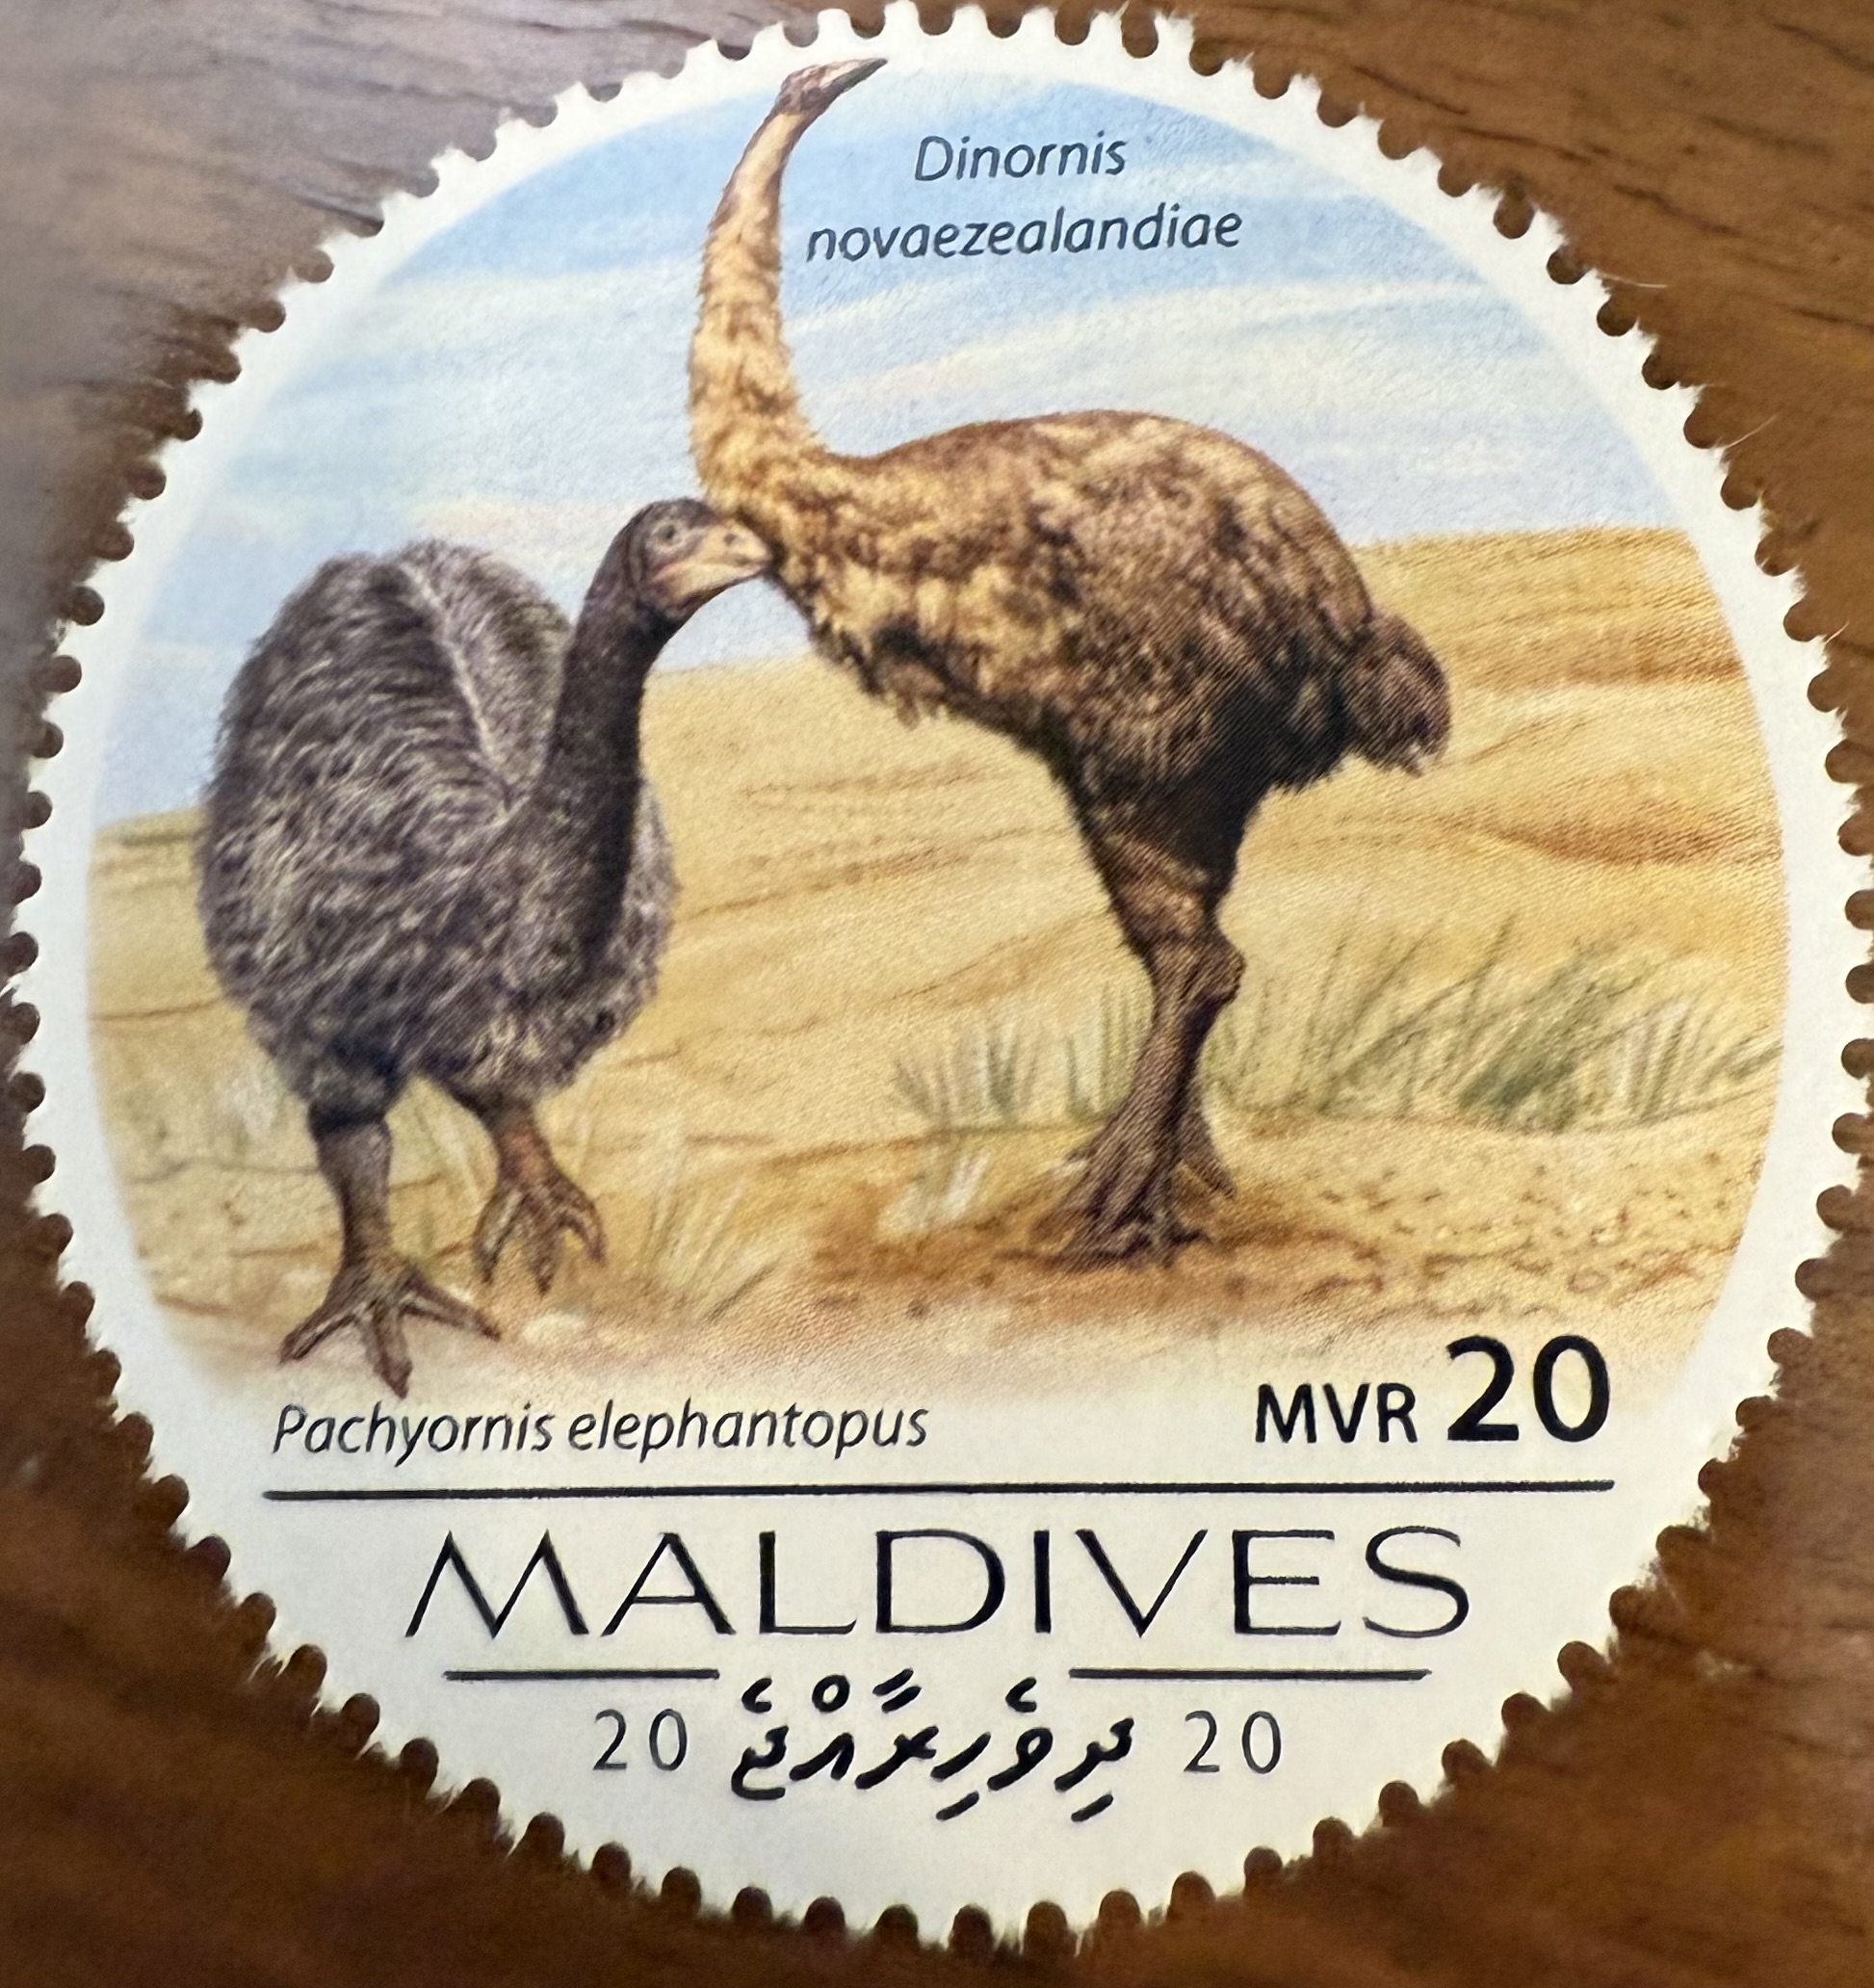 Dinornis
novaezealandiae
Pachyornis elephantopus
MVR 20
MALDIVES
20 ދިވެހިރާއްޖެ 20